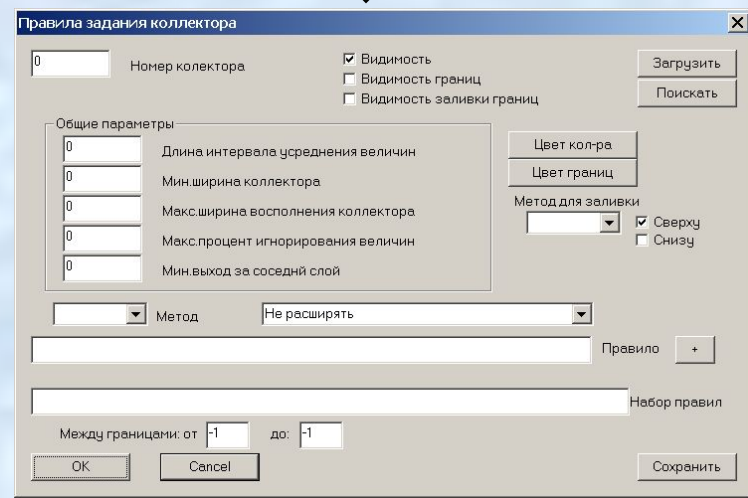 Правила задания коллектора
0 Номер колектора
Видимость
Видимость границ
Видимость заливки границ
Загрузить
Поискать
Общие параметры
0 Длина интервала усреднения величин
0 Мин.ширина коллектора
0 Макс.ширина восполнения коллектора
0 Макс.процент игнорирования величин
0 Мин.выход за соседнй слой
Цвет кол-ра
Цвет границ
Метод для заливки
Сверху
Снизу
Метод Не расширять
Правило +
Набор правил
Между границами: от -1 до: -1
OK Cancel Сохранить